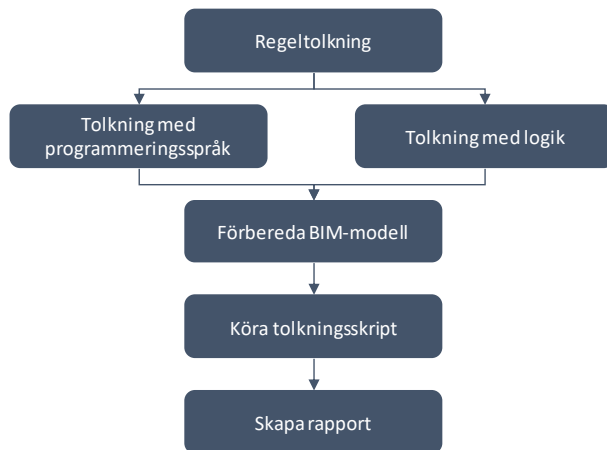 Regeltolkning
Tolkning med
programmeringsspråk
Tolkning med logik
Förbereda BIM-modell
Köra tolkningsskript
Skapa rapport